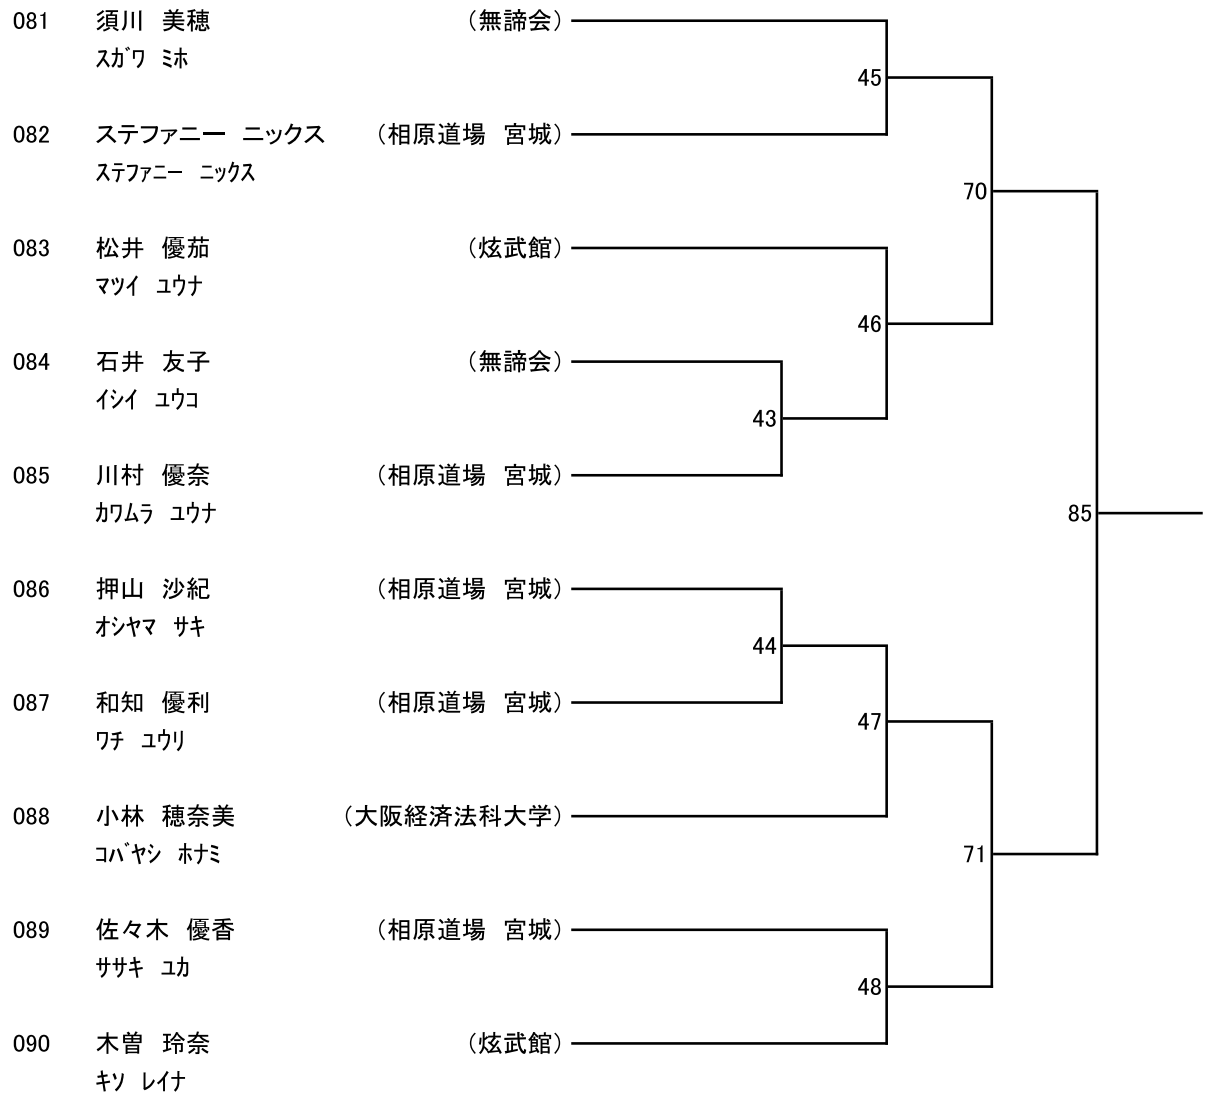 081 須川 美穂 （無諦会）
ｽｶﾞﾜ ﾐﾎ
45
082 ステファニー ニックス （相原道場 宮城）
ｽﾃﾌｧﾆｰ ﾆｯｸｽ
70
083 松井 優茄 （炫武館）
ﾏﾂｲ ﾕｳﾅ
46
084 石井 友子 （無諦会）
ｲｼｲ ﾕｳｺ
43
085 川村 優奈 （相原道場 宮城）
ｶﾜﾑﾗ ﾕｳﾅ
85
086 押山 沙紀 （相原道場 宮城）
ｵｼﾔﾏ ｻｷ
44
087 和知 優利 （相原道場 宮城）
ﾜﾁ ﾕｳﾘ
47
088 小林 穂奈美 （大阪経済法科大学）
ｺﾊﾞﾔｼ ﾎﾅﾐ
71
089 佐々木 優香 （相原道場 宮城）
ｻｻｷ ﾕｶ
48
090 木曽 玲奈 （炫武館）
ｷｿ ﾚｲﾅ